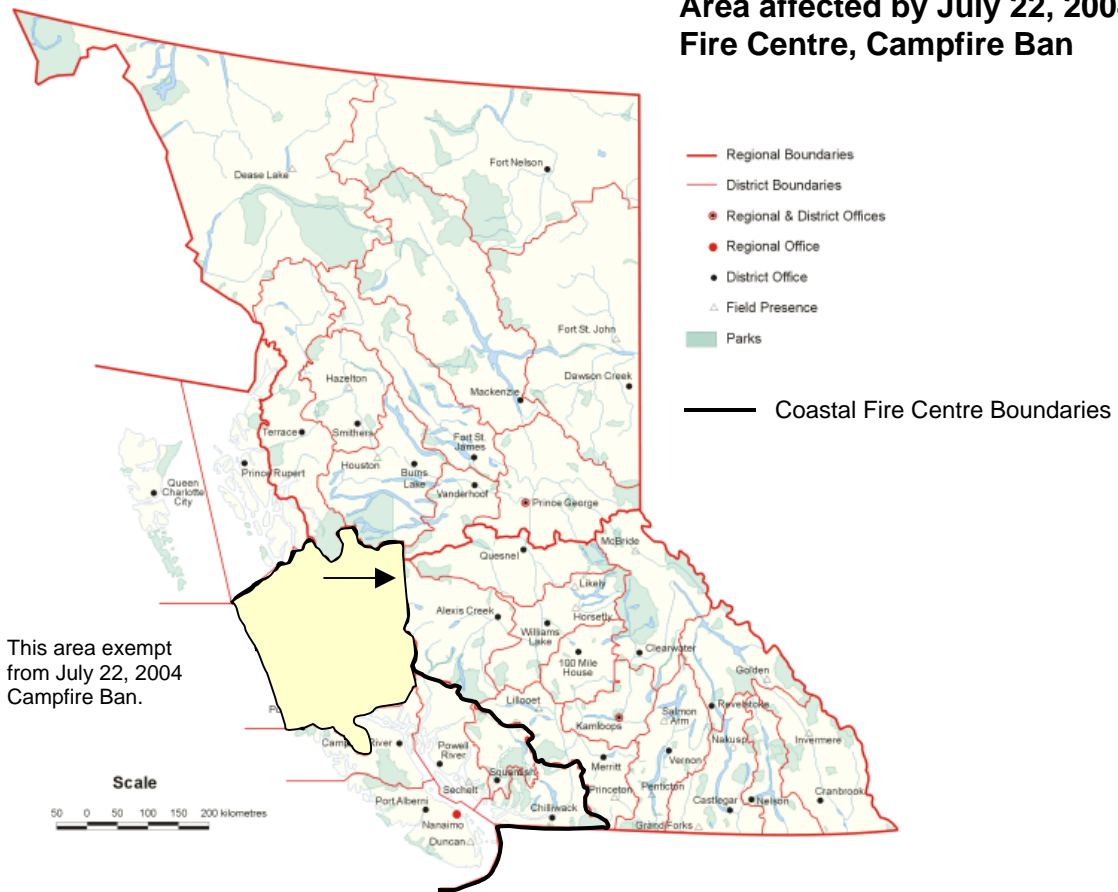 Area affected by July 22, 200
Fire Centre, Campfire Ban
Regional Boundaries
District Boundaries
Regional & District Offices
Regional Office
District Office
Field Presence
Parks
Coastal Fire Centre Boundaries
Dease Lake
Fort Nelson
Fort St. John
Dawson Creek
Mackenzie
Hazelton
Terrace
Smithers
Fort St.
James
Prince Rupert
Houston
Burns
Lake
Vanderhoof
Queen
Charlotte
City
Prince George
McBride
Quesnel
Likely
Alexis Creek
Horsefly
Williams
Lake
100 Mile
House
Clearwater
Golden
This area exempt
from July 22, 2004
Campfire Ban.
Lillooet
Kamloops
Salmon
Arm
Revelstoke
Nakusp
Invermere
River
Powell
River
Merritt
Vernon
Squamish
Sechelt
Princeton
Penticton
Castlegar
Nelson
Cranbrook
Port Alberni
Chilliwack
Nanaimo
Grand Forks
Duncan
Scale
50 0 50 100 150 200 kilometres